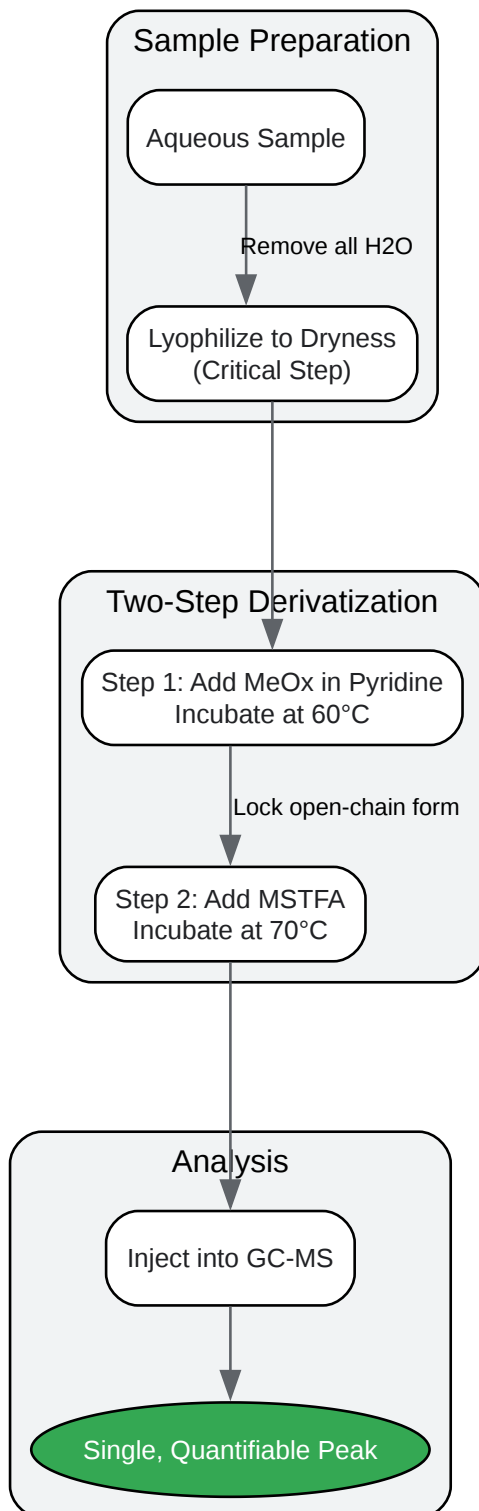 Sample Preparation
Aqueous Sample
Remove all H2O
Lyophilize to Dryness
(Critical Step)
Two-Step Derivatization
Step 1: Add MeOx in Pyridine
Incubate at 60°C
Lock open-chain form
Step 2: Add MSTFA
Incubate at 70°C
Analysis
Inject into GC-MS
Single, Quantifiable Peak